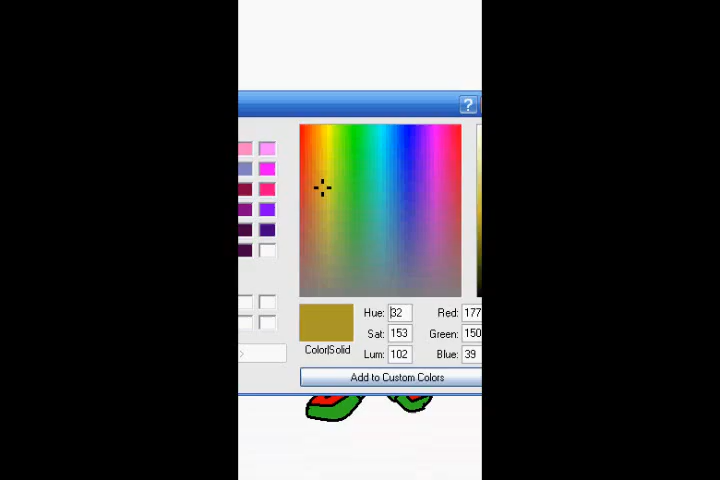 ?
Hue: 32 Red: 177
Sat: 153 Green: 150
Color|Solid
Lum: 102 Blue: 39
>
Add to Custom Colors